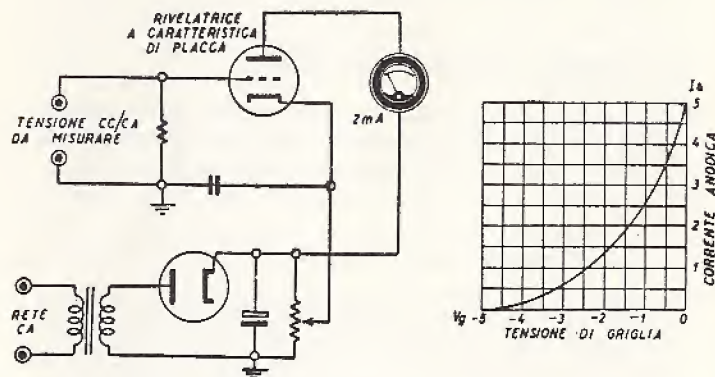 RIVELATRICE
A CARATTERISTICA
DI PLACCA
TENSIONE CC/CA
DA MISURARE
2mA
RETE
CA
Ia
5
4
3
2
1
CORRENTE ANODICA
Vg -5 -4 -3 -2 -1 0
TENSIONE DI GRIGLIA